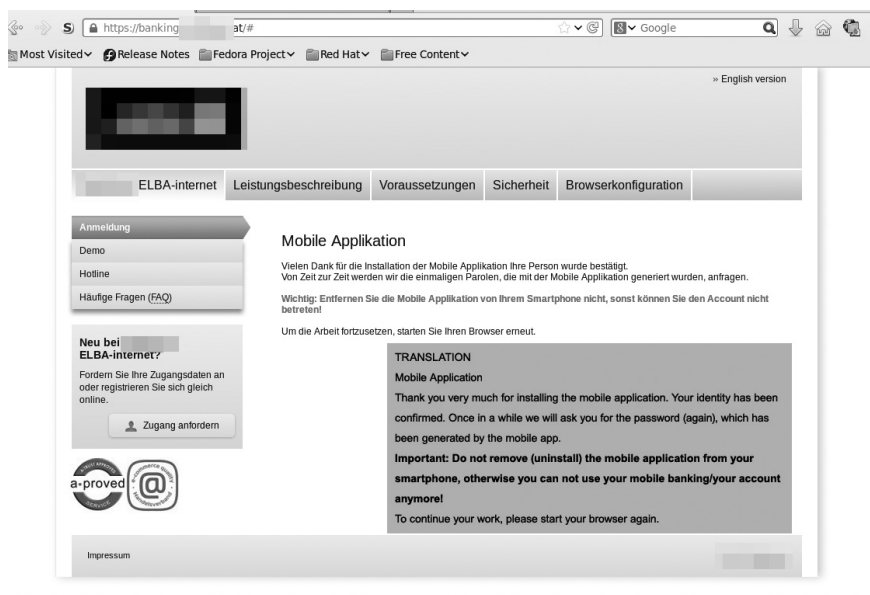 S https://banking at/# Google
Most Visited Release Notes Fedora Project Red Hat Free Content
» English version
ELBA-internet Leistungsbeschreibung Voraussetzungen Sicherheit Browserkonfiguration
Anmeldung
Demo
Hotline
Häufige Fragen (FAQ)
Neu bei
ELBA-internet?
Fordern Sie Ihre Zugangsdaten an
oder registrieren Sie sich gleich
online.
Zugang anfordern
a-proved
Mobile Applikation
Vielen Dank für die Installation der Mobile Applikation Ihre Person wurde bestätigt.
Von Zeit zur Zeit werden wir die einmaligen Parolen, die mit der Mobile Applikation generiert wurden, anfragen.
Wichtig: Entfernen Sie die Mobile Applikation von Ihrem Smartphone nicht, sonst können Sie den Account nicht
betreten!
Um die Arbeit fortzusetzen, starten Sie Ihren Browser erneut.
TRANSLATION
Mobile Application
Thank you very much for installing the mobile application. Your identity has been
confirmed. Once in a while we will ask you for the password (again), which has
been generated by the mobile app.
Important: Do not remove (uninstall) the mobile application from your
smartphone, otherwise you can not use your mobile banking/your account
anymore!
To continue your work, please start your browser again.
Impressum